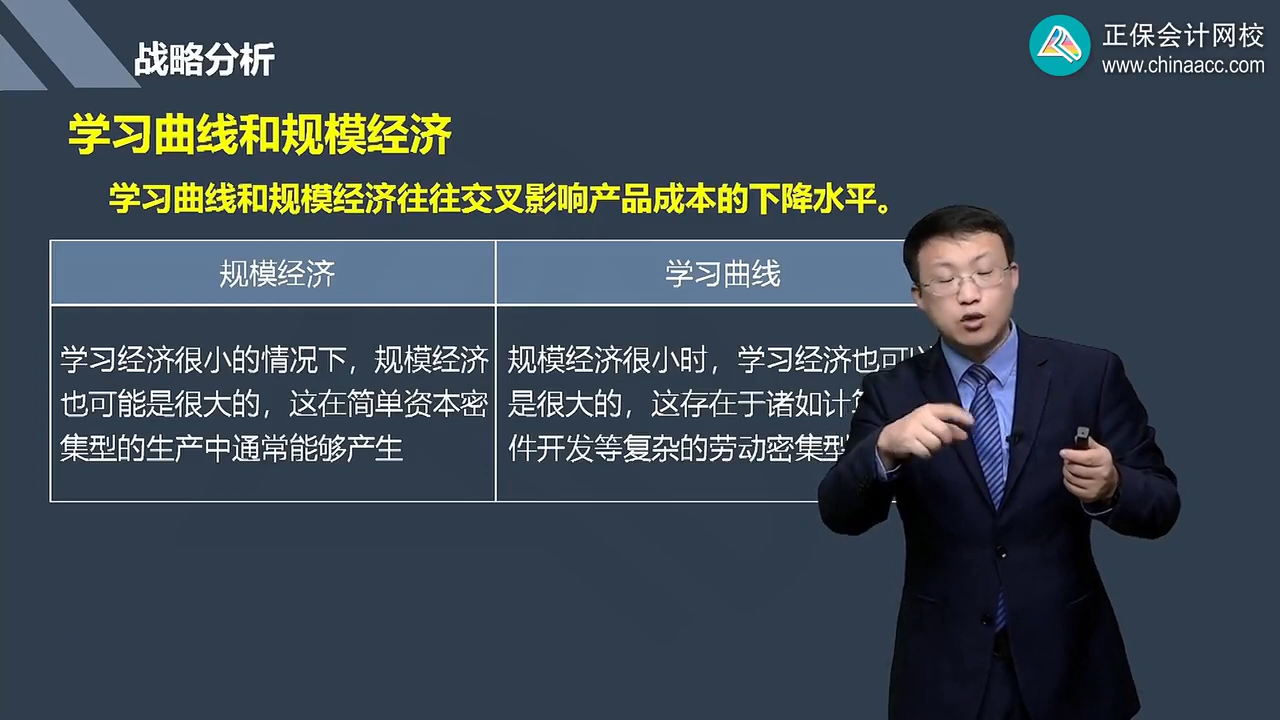 战略分析
正保会计网校
www.chinaacc.com
学习曲线和规模经济
学习曲线和规模经济往往交叉影响产品成本的下降水平。
规模经济
学习曲线
学习经济很小的情况下，规模经济
也可能是很大的，这在简单资本密
集型的生产中通常能够产生
规模经济很小时，学习经济也可以
是很大的，这存在于诸如计
件开发等复杂的劳动密集型